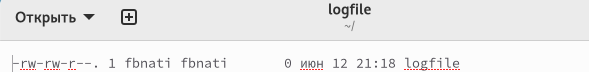 Открыть
logfile
~/
-rw-rw-r--. 1 fbnati fbnati       0 июн 12 21:18 logfile